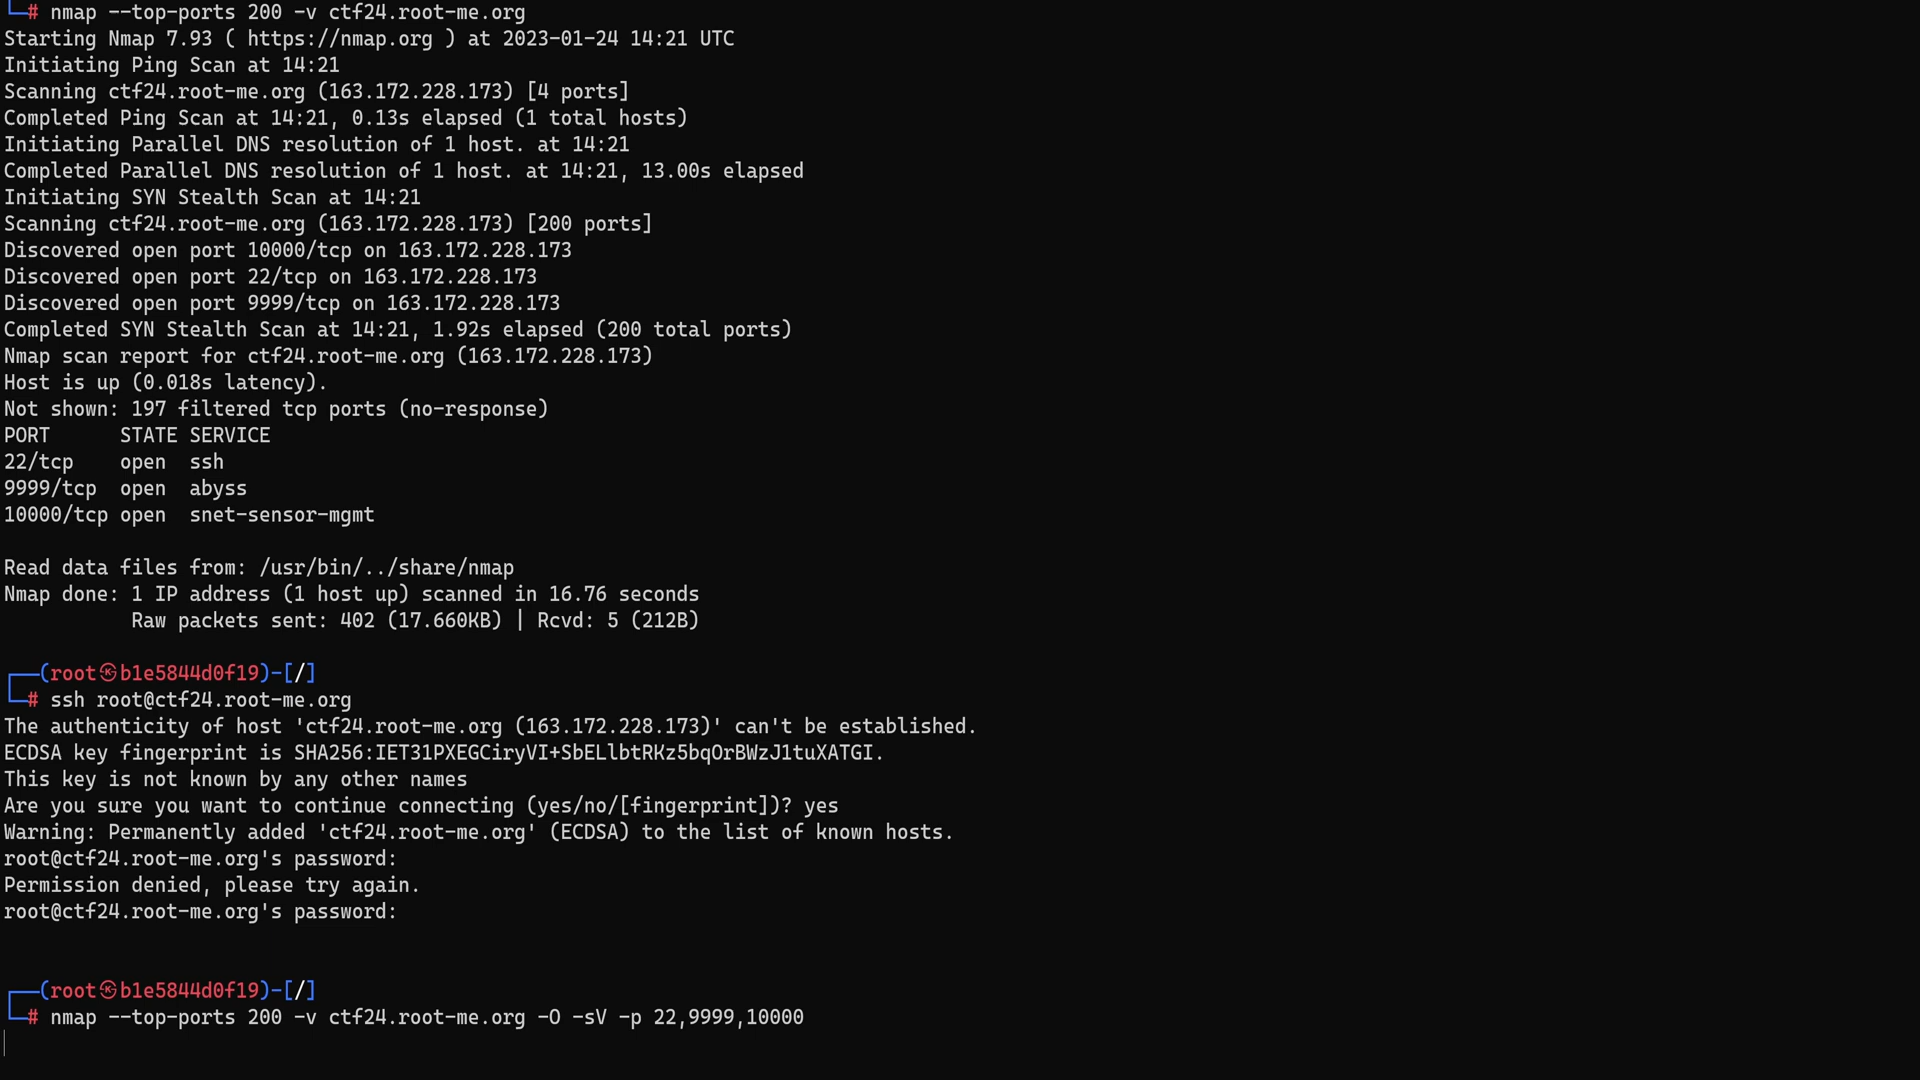 └─# nmap --top-ports 200 -v ctf24.root-me.org
Starting Nmap 7.93 ( https://nmap.org ) at 2023-01-24 14:21 UTC
Initiating Ping Scan at 14:21
Scanning ctf24.root-me.org (163.172.228.173) [4 ports]
Completed Ping Scan at 14:21, 0.13s elapsed (1 total hosts)
Initiating Parallel DNS resolution of 1 host. at 14:21
Completed Parallel DNS resolution of 1 host. at 14:21, 13.00s elapsed
Initiating SYN Stealth Scan at 14:21
Scanning ctf24.root-me.org (163.172.228.173) [200 ports]
Discovered open port 10000/tcp on 163.172.228.173
Discovered open port 22/tcp on 163.172.228.173
Discovered open port 9999/tcp on 163.172.228.173
Completed SYN Stealth Scan at 14:21, 1.92s elapsed (200 total ports)
Nmap scan report for ctf24.root-me.org (163.172.228.173)
Host is up (0.018s latency).
Not shown: 197 filtered tcp ports (no-response)
PORT      STATE SERVICE
22/tcp    open  ssh
9999/tcp  open  abyss
10000/tcp open  snet-sensor-mgmt
Read data files from: /usr/bin/../share/nmap
Nmap done: 1 IP address (1 host up) scanned in 16.76 seconds
           Raw packets sent: 402 (17.660KB) | Rcvd: 5 (212B)
┌──(root㉿b1e5844d0f19)-[/]
└─# ssh root@ctf24.root-me.org
The authenticity of host 'ctf24.root-me.org (163.172.228.173)' can't be established.
ECDSA key fingerprint is SHA256:IET31PXEGCiryVI+SbELlbtRKz5bqOrBWzJ1tuXATGI.
This key is not known by any other names
Are you sure you want to continue connecting (yes/no/[fingerprint])? yes
Warning: Permanently added 'ctf24.root-me.org' (ECDSA) to the list of known hosts.
root@ctf24.root-me.org's password:
Permission denied, please try again.
root@ctf24.root-me.org's password:
┌──(root㉿b1e5844d0f19)-[/]
└─# nmap --top-ports 200 -v ctf24.root-me.org -O -sV -p 22,9999,10000